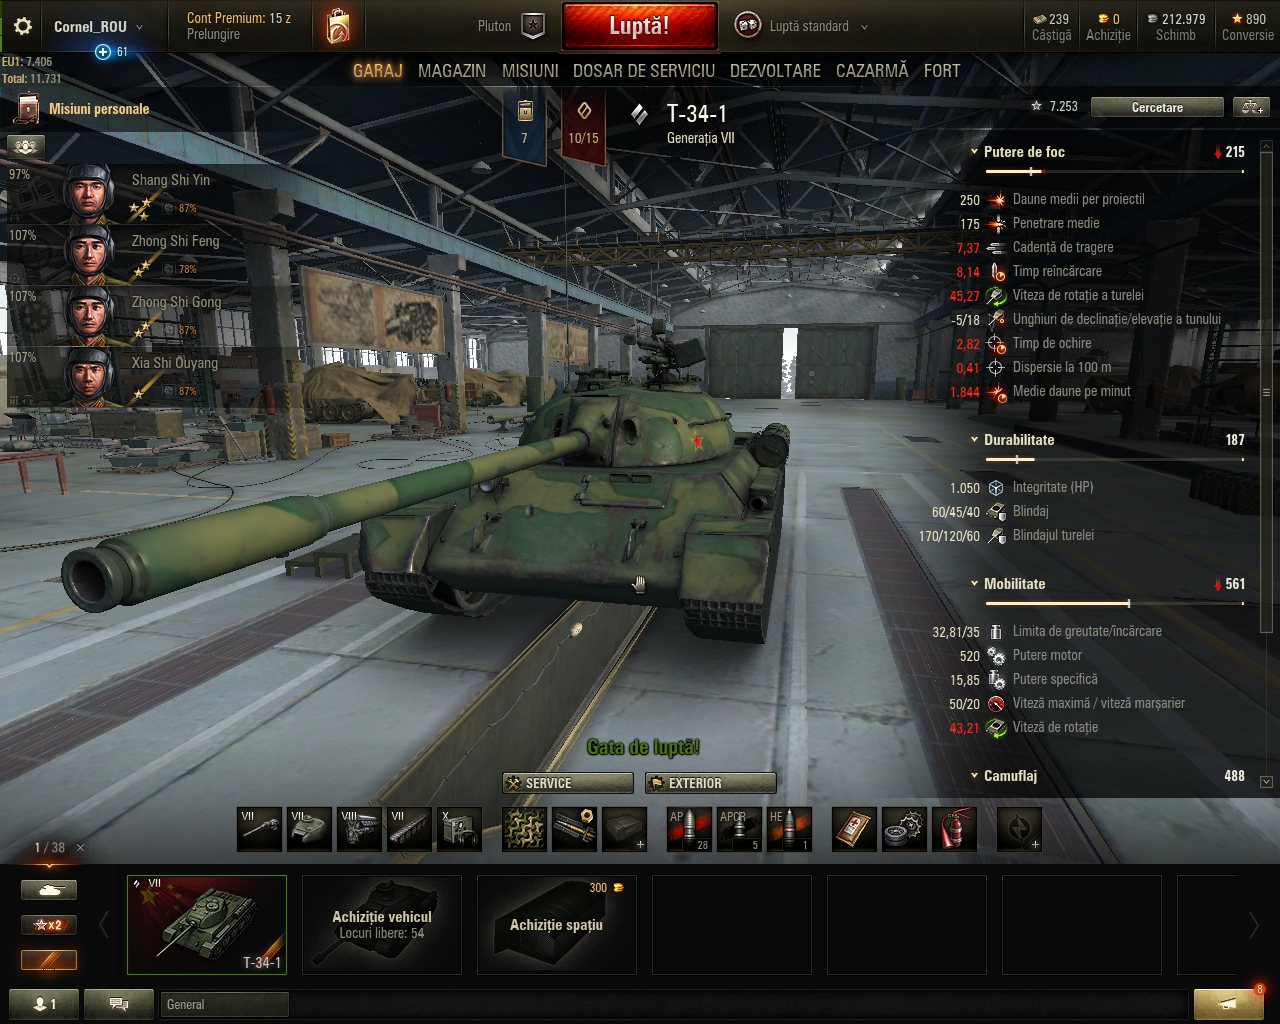 Cornel_ROU
61
Cont Premium: 15 z
Prelungire
Pluton
Luptă!
Luptă standard
239
Câștigă
0
Achiziție
212.979
Schimb
890
Conversie
EU1: 7.406
Total: 11.731
GARAJ MAGAZIN MISIUNI DOSAR DE SERVICIU DEZVOLTARE CAZARMĂ FORT
Misiuni personale
7
10/15
T-34-1
Generația VII
7.253
Cercetare
97%
Shang Shi Yin
87%
107%
Zhong Shi Feng
78%
107%
Zhong Shi Gong
87%
107%
Xia Shi Ouyang
87%
Putere de foc 215
250 Daune medii per proiectil
175 Penetrare medie
7,37 Cadență de tragere
8,14 Timp reîncărcare
45,27 Viteza de rotație a turelei
-5/18 Unghiuri de declinație/elevație a tunului
2,82 Timp de ochire
0,41 Dispersie la 100 m
1.844 Medie daune pe minut
Durabilitate 187
1.050 Integritate (HP)
60/45/40 Blindaj
170/120/60 Blindajul turelei
Mobilitate 561
32,81/35 Limita de greutate/încărcare
520 Putere motor
15,85 Putere specifică
50/20 Viteză maximă / viteză marșarier
43,21 Viteză de rotație
Camuflaj 488
Gata de luptă!
SERVICE
EXTERIOR
VII
VII
VIII
VII
X
AP
28
APCR
5
HE
1
1 / 38
x2
VII
T-34-1
Achiziție vehicul
Locuri libere: 54
300
Achiziție spațiu
1
General
8